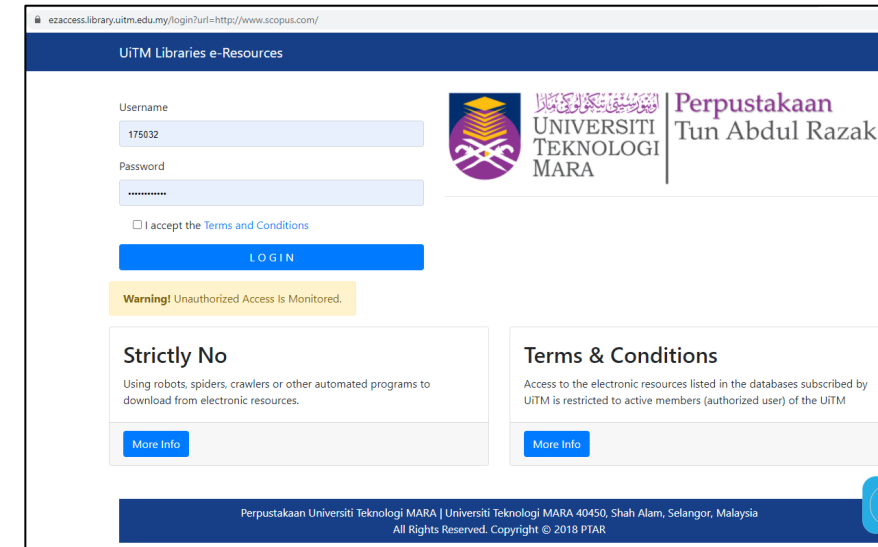 ezaccess.library.uitm.edu.my/login?url=http://www.scopus.com/
UiTM Libraries e-Resources
Username
175032
Password
••••••••••••
I accept the Terms and Conditions
LOGIN
Warning! Unauthorized Access Is Monitored.
اونيۏرسيتي تيكنولوڬي مارا
UNIVERSITI
TEKNOLOGI
MARA
Perpustakaan
Tun Abdul Razak
Strictly No
Using robots, spiders, crawlers or other automated programs to
download from electronic resources.
More Info
Terms & Conditions
Access to the electronic resources listed in the databases subscribed by
UiTM is restricted to active members (authorized user) of the UiTM
More Info
Perpustakaan Universiti Teknologi MARA | Universiti Teknologi MARA 40450, Shah Alam, Selangor, Malaysia
All Rights Reserved. Copyright © 2018 PTAR